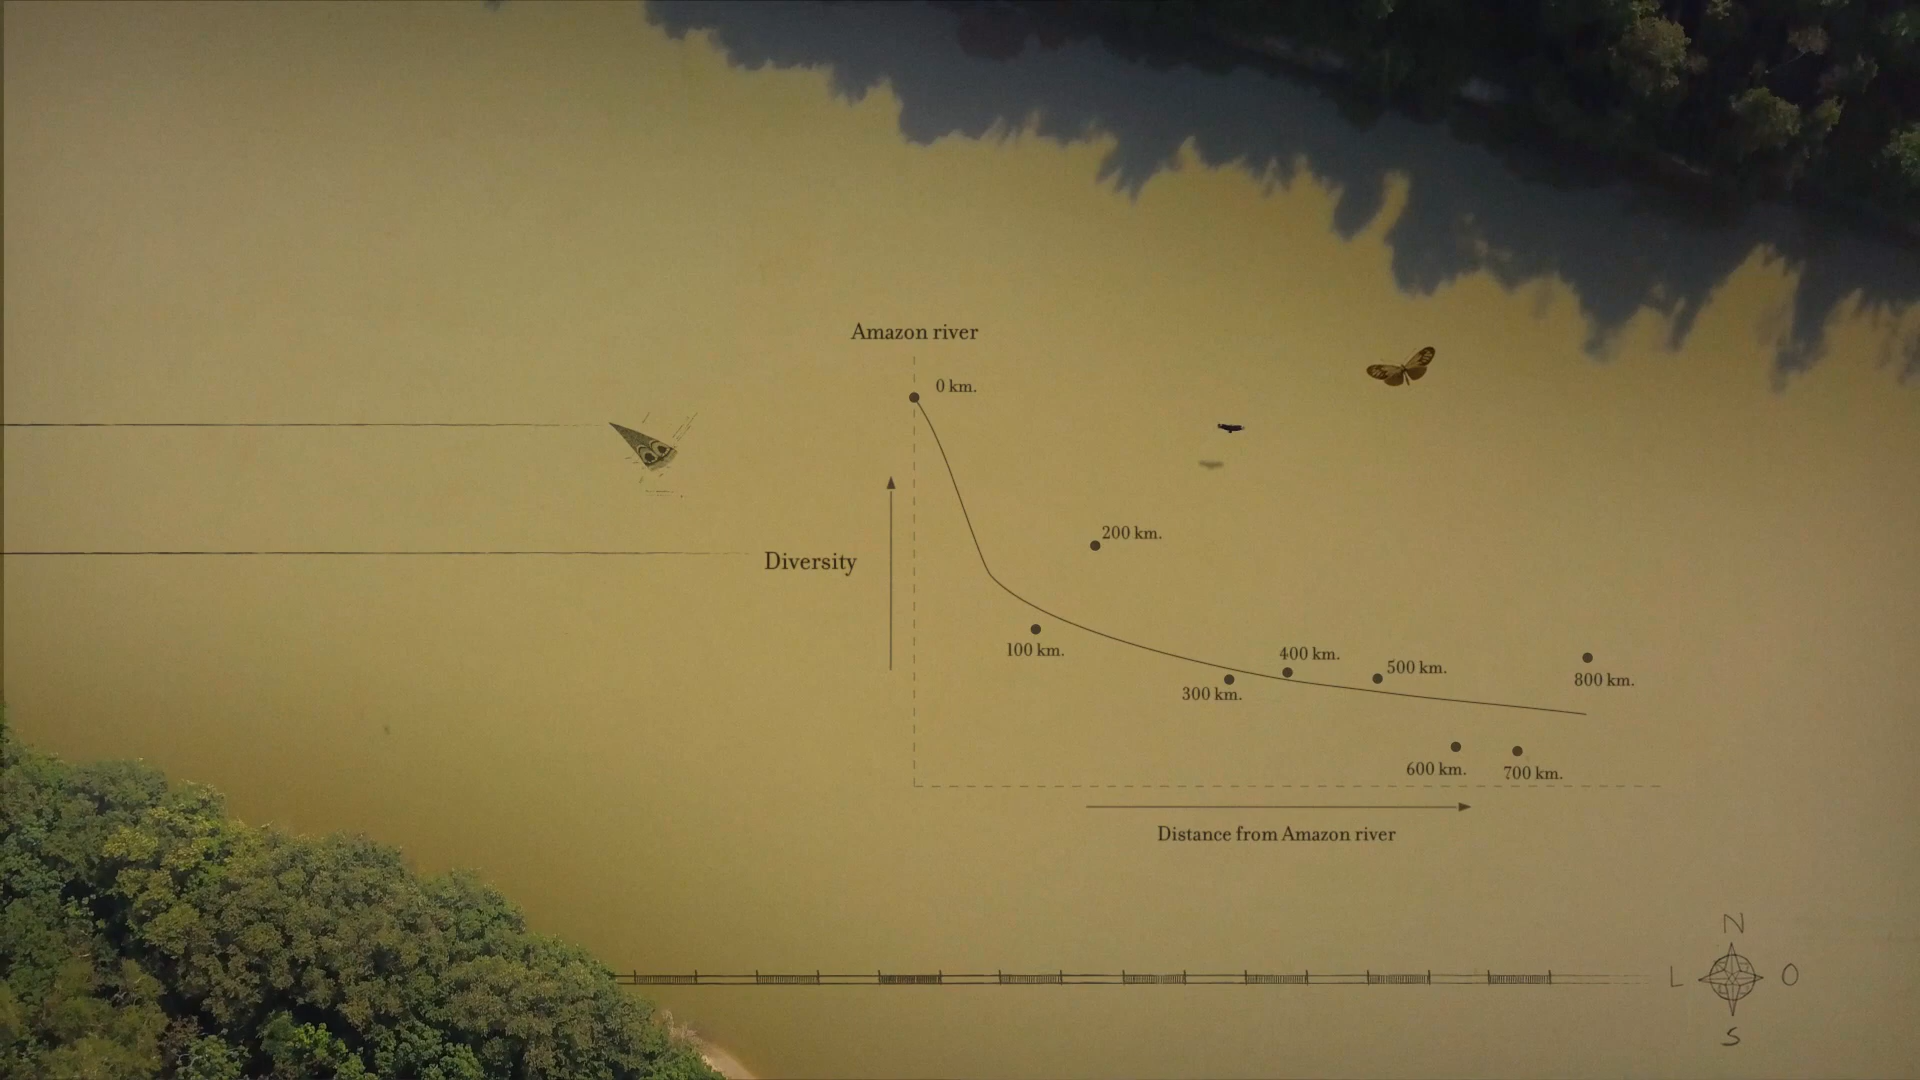 Amazon river
0 km.
200 km.
Diversity
100 km.
400 km.
500 km.
300 km.
800 km.
600 km.
700 km.
Distance from Amazon river
N
L
O
S